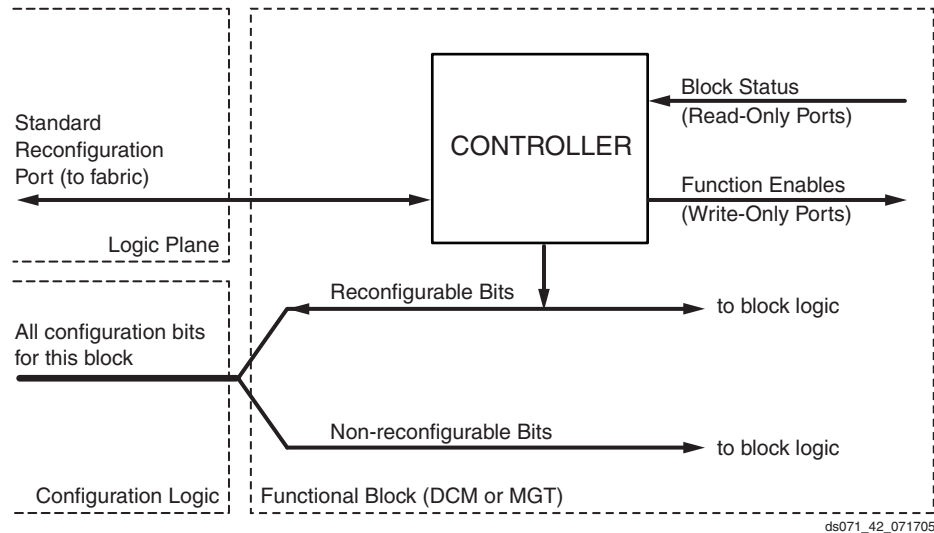 Block Status
(Read-Only Ports)
Standard
Reconfiguration
Port (to fabric)
CONTROLLER
Function Enables
(Write-Only Ports)
Logic Plane
Reconfigurable Bits
to block logic
All configuration bits
for this block
Non-reconfigurable Bits
to block logic
Configuration Logic
Functional Block (DCM or MGT)
ds071_42_071705